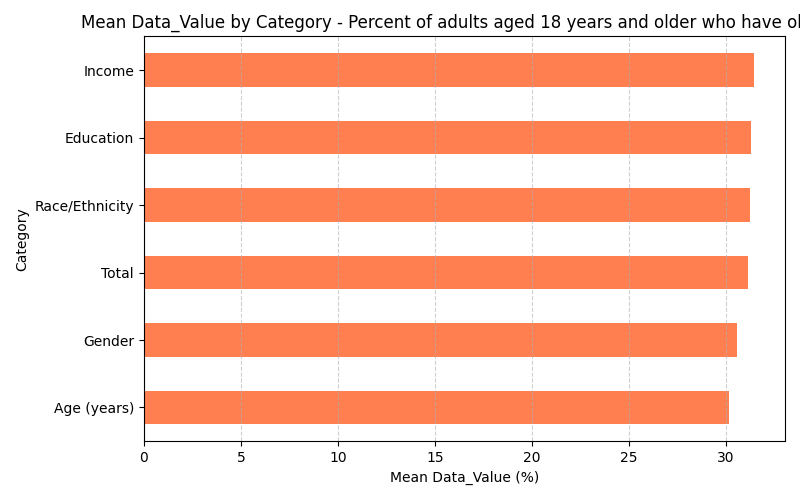 Mean Data_Value by Category - Percent of adults aged 18 years and older who have
Income
Education
Race/Ethnicity
Total
Gender
Age (years)
Category
0 5 10 15 20 25 30
Mean Data_Value (%)